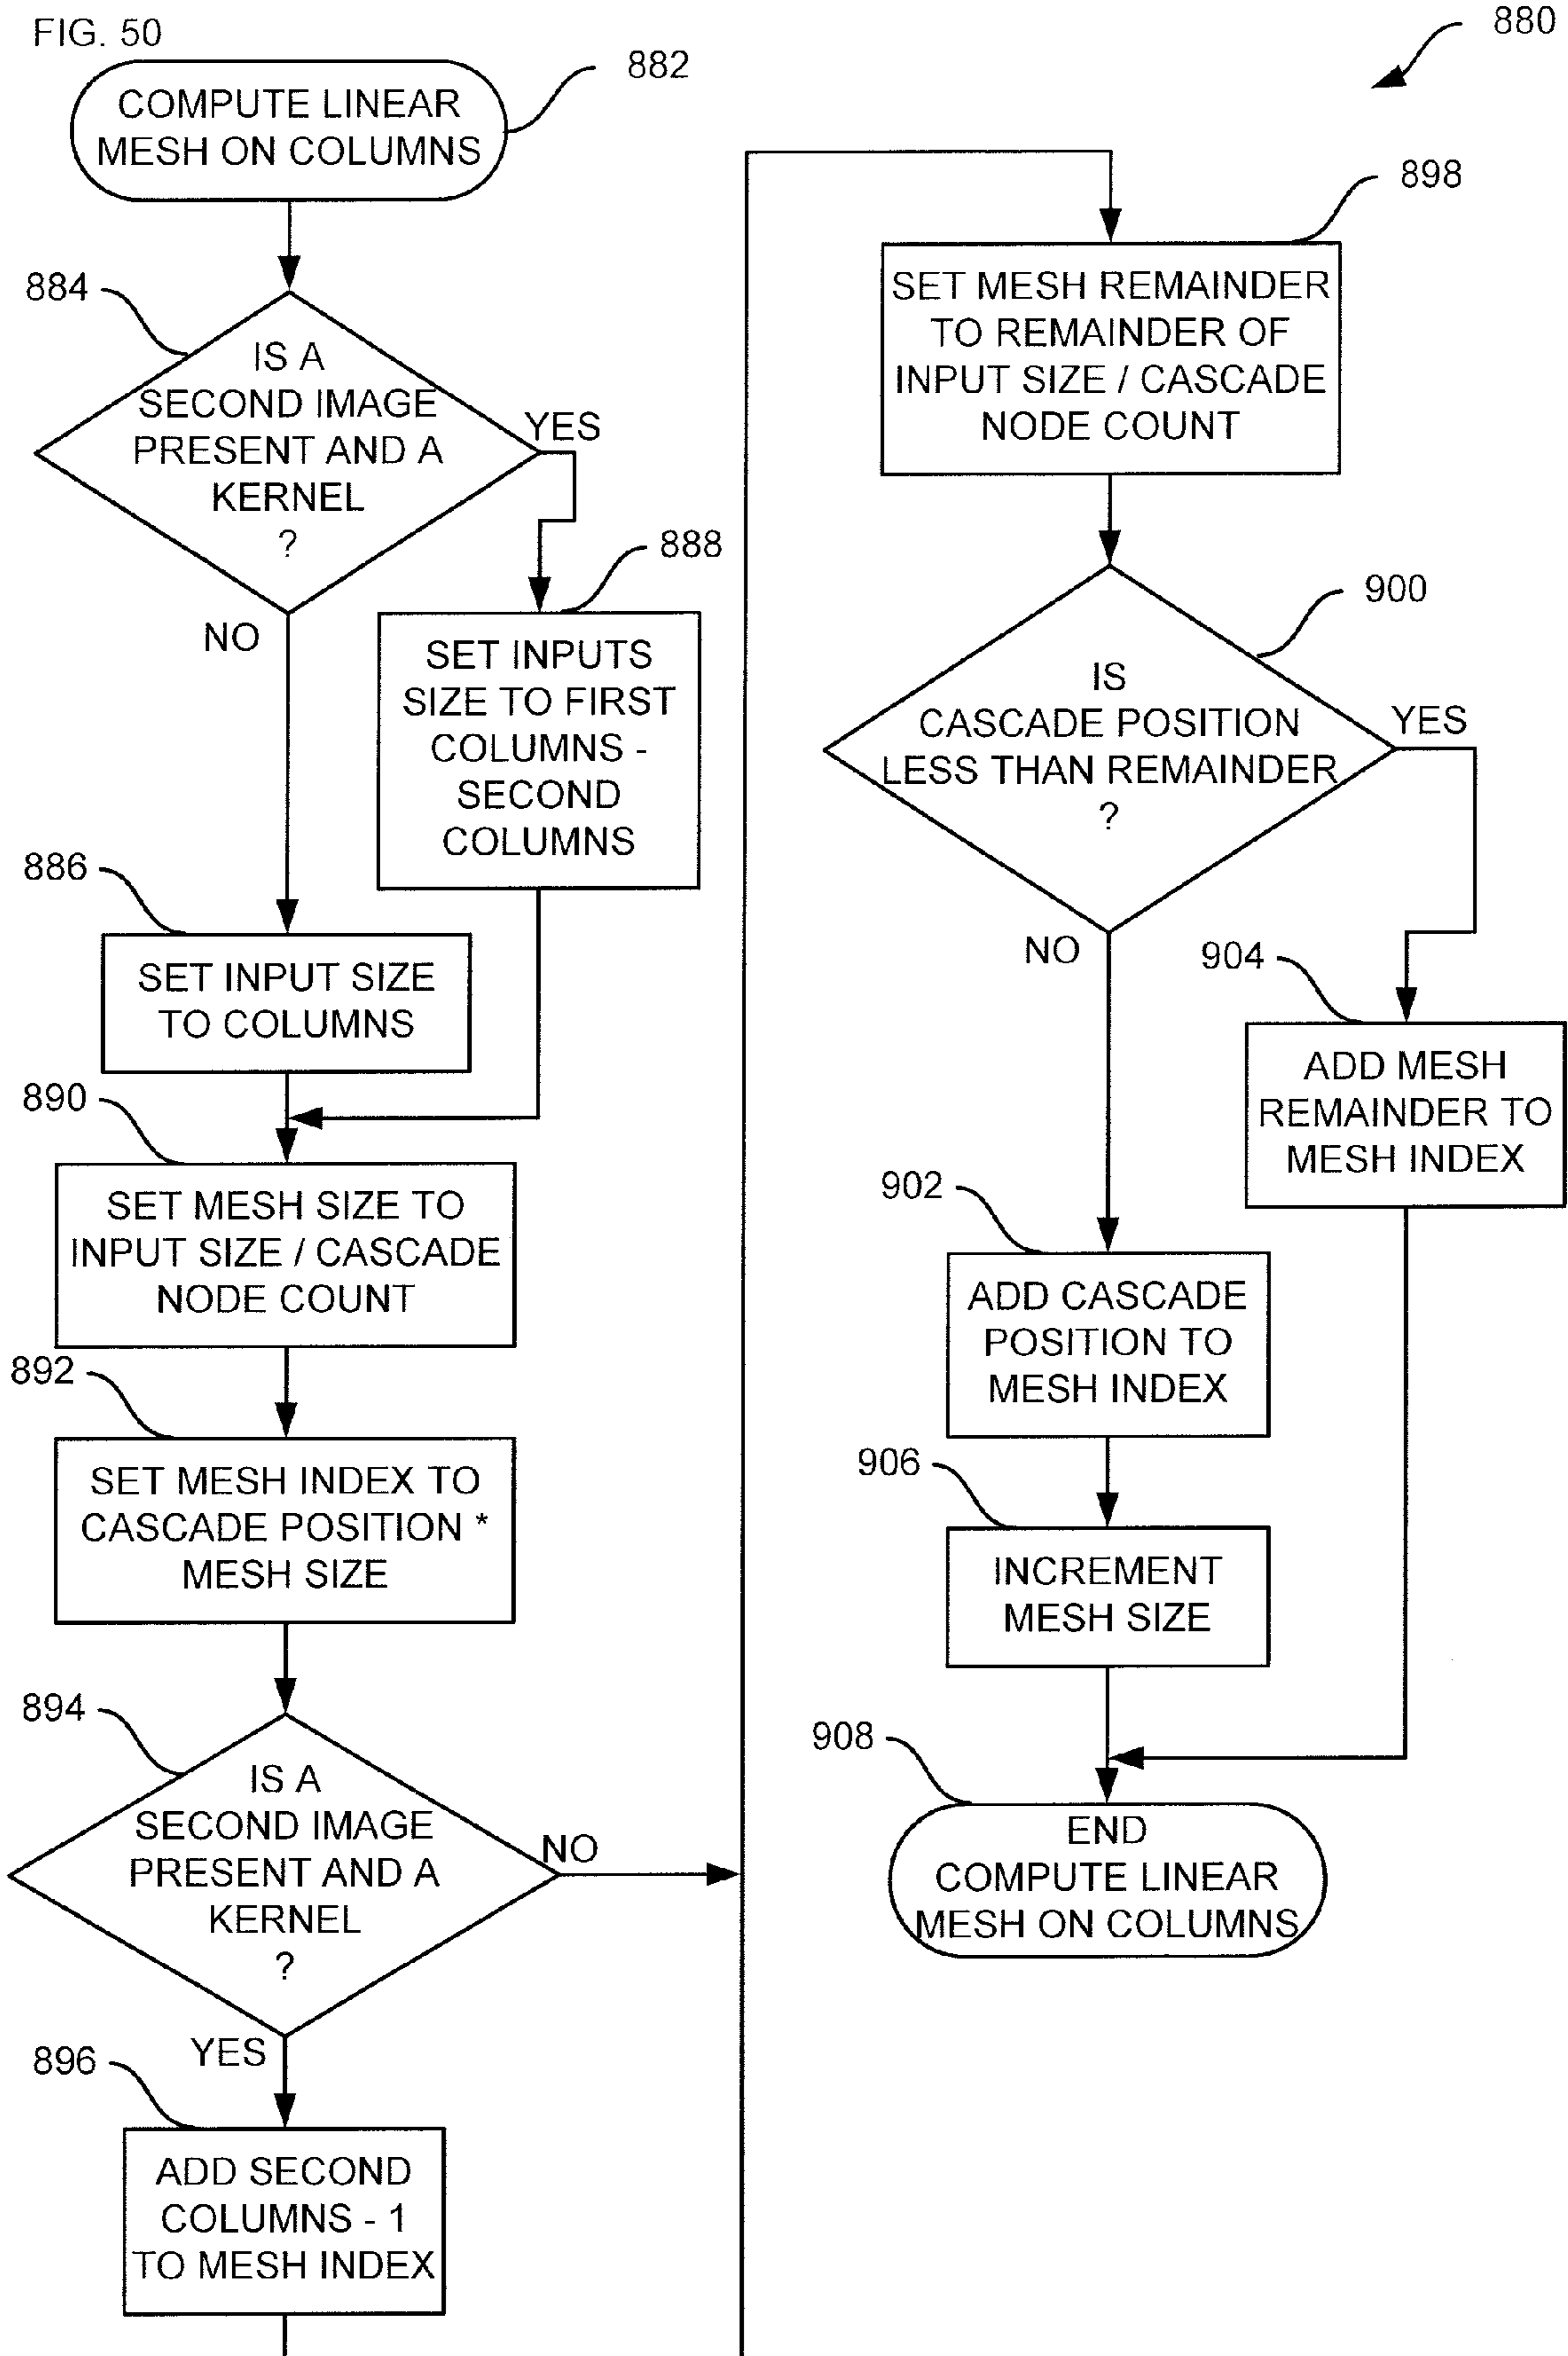 FIG. 50
880
COMPUTE LINEAR
MESH ON COLUMNS
882
884
IS A
SECOND IMAGE
PRESENT AND A
KERNEL
?
YES
NO
888
SET INPUTS
SIZE TO FIRST
COLUMNS -
SECOND
COLUMNS
886
SET INPUT SIZE
TO COLUMNS
890
SET MESH SIZE TO
INPUT SIZE / CASCADE
NODE COUNT
892
SET MESH INDEX TO
CASCADE POSITION *
MESH SIZE
894
IS A
SECOND IMAGE
PRESENT AND A
KERNEL
?
NO
YES
896
ADD SECOND
COLUMNS - 1
TO MESH INDEX
898
SET MESH REMAINDER
TO REMAINDER OF
INPUT SIZE / CASCADE
NODE COUNT
900
IS
CASCADE POSITION
LESS THAN REMAINDER
?
YES
NO
904
ADD MESH
REMAINDER TO
MESH INDEX
902
ADD CASCADE
POSITION TO
MESH INDEX
906
INCREMENT
MESH SIZE
908
END
COMPUTE LINEAR
MESH ON COLUMNS